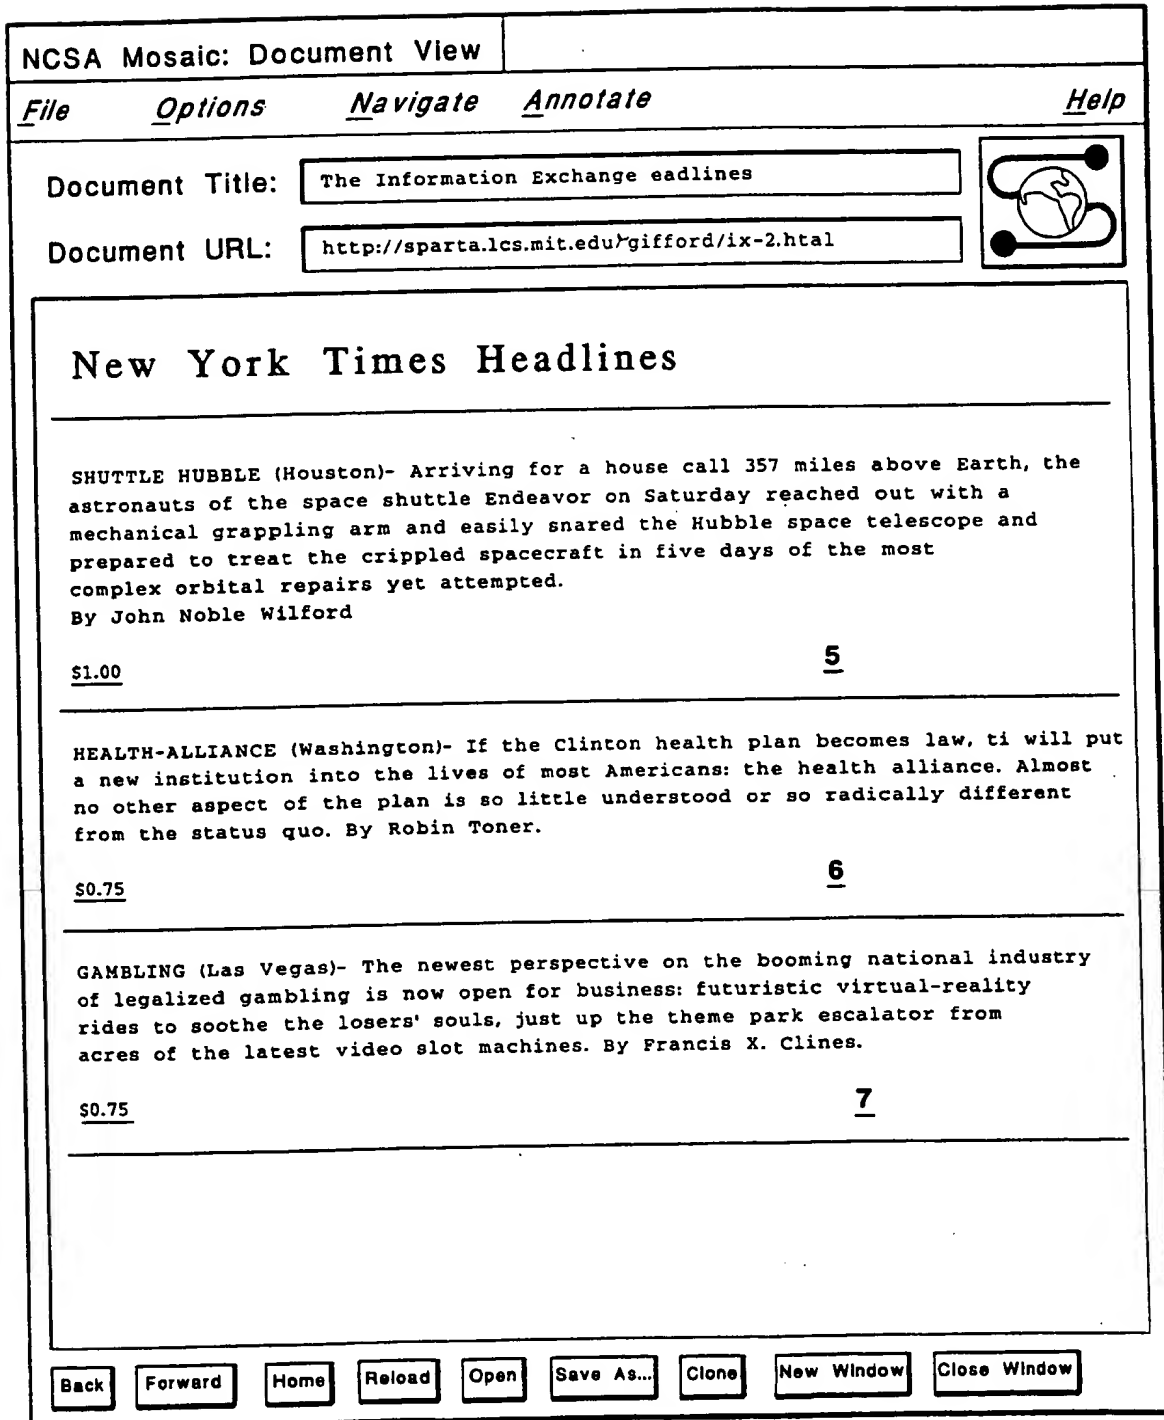 NCSA Mosaic: Document View
File Options Navigate Annotate Help
Document Title: The Information Exchange eadlines
Document URL: http://sparta.lcs.mit.edu/~gifford/ix-2.htal
New York Times Headlines
SHUTTLE HUBBLE (Houston)- Arriving for a house call 357 miles above Earth, the
astronauts of the space shuttle Endeavor on Saturday reached out with a
mechanical grappling arm and easily snared the Hubble space telescope and
prepared to treat the crippled spacecraft in five days of the most
complex orbital repairs yet attempted.
By John Noble Wilford
$1.00 5
HEALTH-ALLIANCE (Washington)- If the Clinton health plan becomes law, ti will put
a new institution into the lives of most Americans: the health alliance. Almost
no other aspect of the plan is so little understood or so radically different
from the status quo. By Robin Toner.
$0.75 6
GAMBLING (Las Vegas)- The newest perspective on the booming national industry
of legalized gambling is now open for business: futuristic virtual-reality
rides to soothe the losers' souls, just up the theme park escalator from
acres of the latest video slot machines. By Francis X. Clines.
$0.75 7
Back Forward Home Reload Open Save As... Clone New Window Close Window